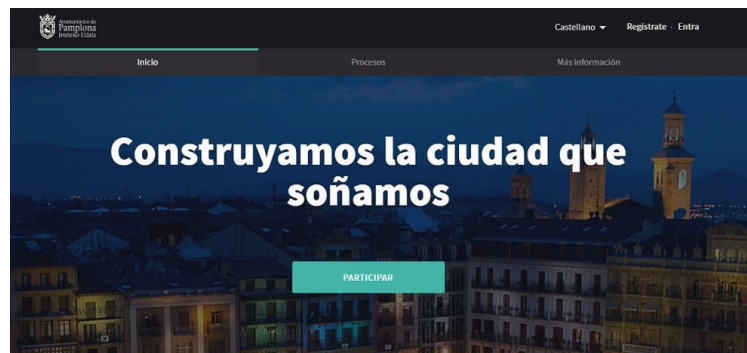 Ayuntamiento de
Pamplona
Iruñeko Udala
Castellano
Regístrate · Entra
Inicio
Procesos
Más información
Construyamos la ciudad que
soñamos
PARTICIPAR